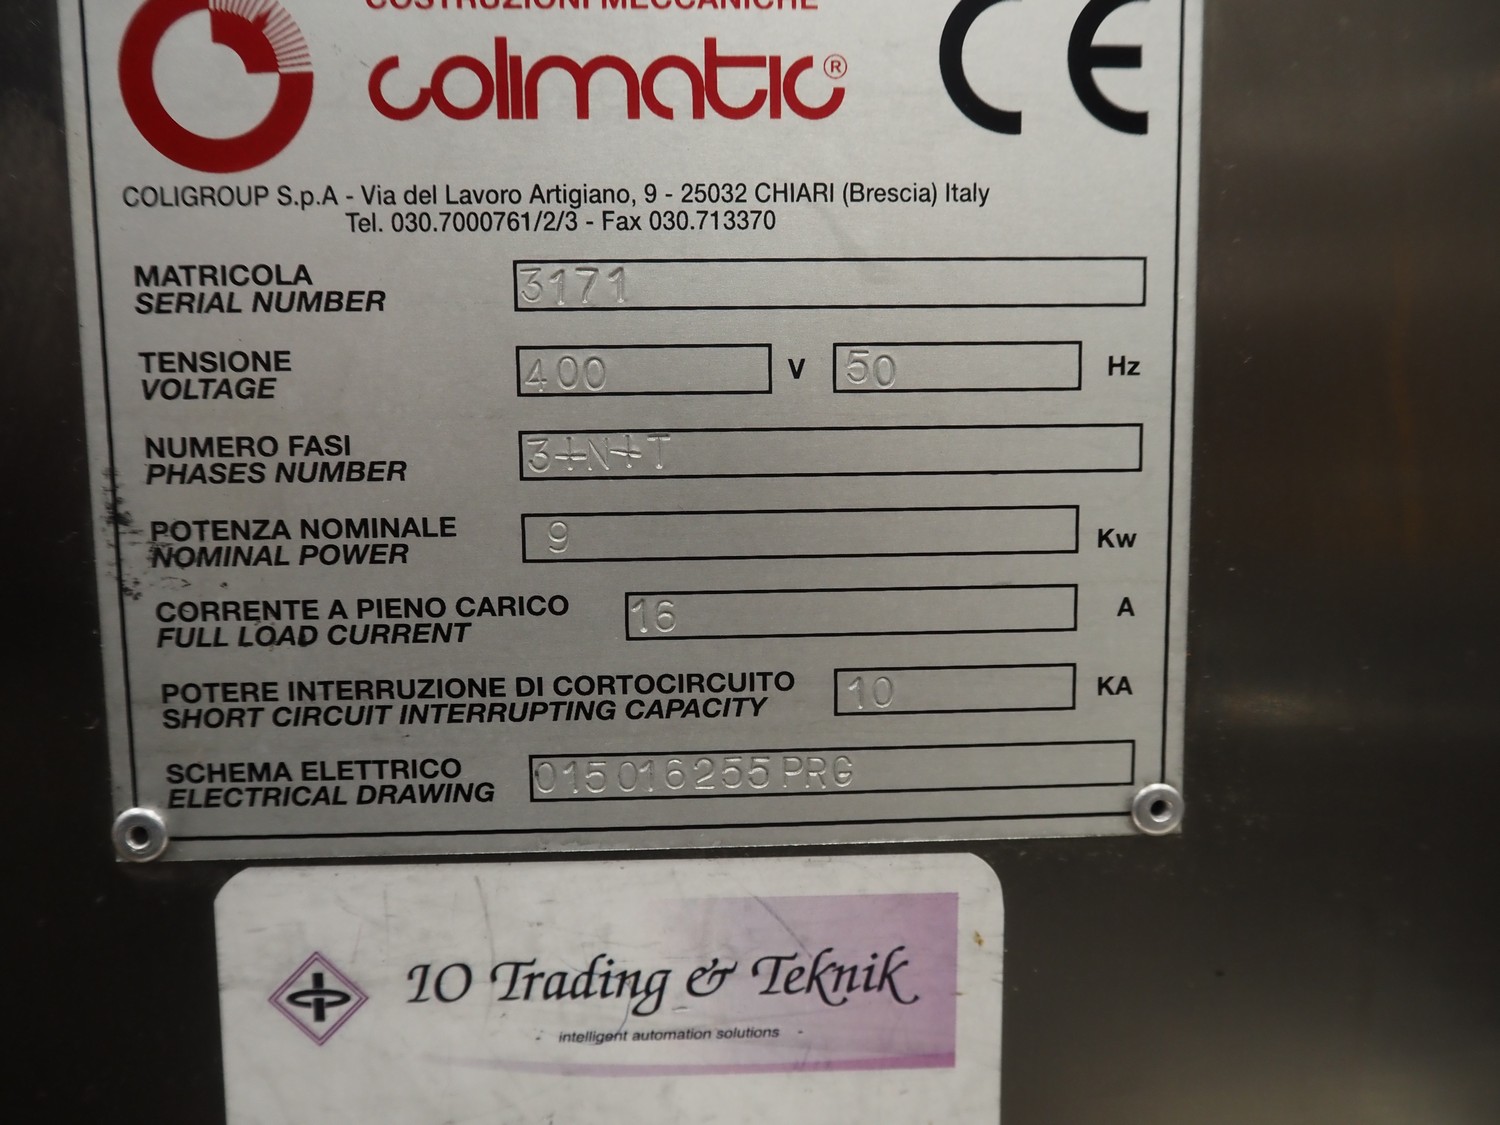 COSTRUZIONI MECCANICHE
colimatic®
CE
COLIGROUP S.p.A - Via del Lavoro Artigiano, 9 - 25032 CHIARI (Brescia) Italy
Tel. 030.7000761/2/3 - Fax 030.713370
MATRICOLA 3171
SERIAL NUMBER
TENSIONE 400 V 50 Hz
VOLTAGE
NUMERO FASI 3+N+T
PHASES NUMBER
POTENZA NOMINALE 9 Kw
NOMINAL POWER
CORRENTE A PIENO CARICO 16 A
FULL LOAD CURRENT
POTERE INTERRUZIONE DI CORTOCIRCUITO 10 KA
SHORT CIRCUIT INTERRUPTING CAPACITY
SCHEMA ELETTRICO 015016255PRG
ELECTRICAL DRAWING
IO Trading & Teknik
intelligent automation solutions